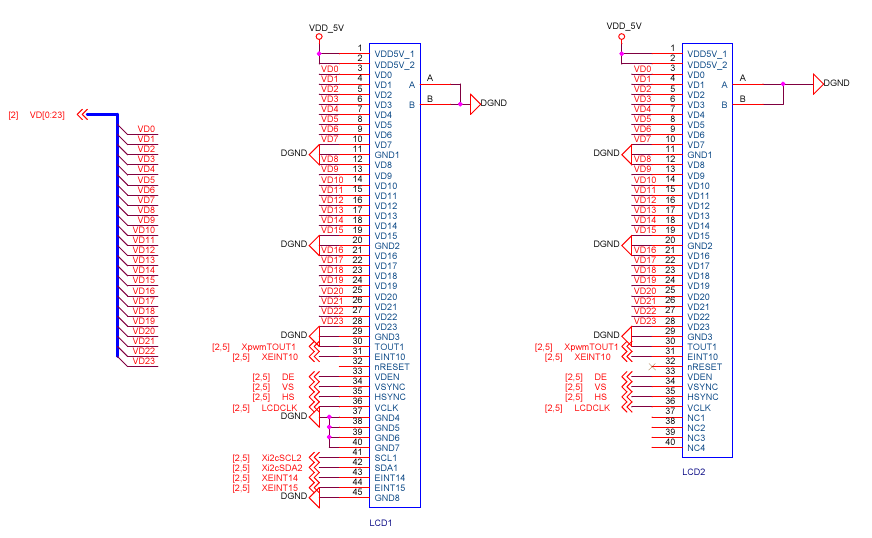 VDD_5V
VDD_5V
[2] VD[0:23]
VD0
VD1
VD2
VD3
VD4
VD5
VD6
VD7
VD8
VD9
VD10
VD11
VD12
VD13
VD14
VD15
VD16
VD17
VD18
VD19
VD20
VD21
VD22
VD23
1 VDD5V_1
2 VDD5V_2
VD0 3 VD0
VD1 4 VD1 A A
VD2 5 VD2
VD3 6 VD3 B B DGND
VD4 7 VD4
VD5 8 VD5
VD6 9 VD6
VD7 10 VD7
DGND 11 GND1
VD8 12 VD8
VD9 13 VD9
VD10 14 VD10
VD11 15 VD11
VD12 16 VD12
VD13 17 VD13
VD14 18 VD14
VD15 19 VD15
DGND 20 GND2
VD16 21 VD16
VD17 22 VD17
VD18 23 VD18
VD19 24 VD19
VD20 25 VD20
VD21 26 VD21
VD22 27 VD22
VD23 28 VD23
DGND 29 GND3
[2,5] XpwmTOUT1 30 TOUT1
[2,5] XEINT10 31 EINT10
32 nRESET
[2,5] DE 33 VDEN
[2,5] VS 34 VSYNC
[2,5] HS 35 HSYNC
[2,5] LCDCLK 36 VCLK
DGND 37 GND4
38 GND5
39 GND6
40 GND7
[2,5] Xi2cSCL2 41 SCL1
[2,5] Xi2cSDA2 42 SDA1
[2,5] XEINT14 43 EINT14
[2,5] XEINT15 44 EINT15
DGND 45 GND8
LCD1
1 VDD5V_1
2 VDD5V_2
VD0 3 VD0
VD1 4 VD1 A A DGND
VD2 5 VD2
VD3 6 VD3 B B
VD4 7 VD4
VD5 8 VD5
VD6 9 VD6
VD7 10 VD7
DGND 11 GND1
VD8 12 VD8
VD9 13 VD9
VD10 14 VD10
VD11 15 VD11
VD12 16 VD12
VD13 17 VD13
VD14 18 VD14
VD15 19 VD15
DGND 20 GND2
VD16 21 VD16
VD17 22 VD17
VD18 23 VD18
VD19 24 VD19
VD20 25 VD20
VD21 26 VD21
VD22 27 VD22
VD23 28 VD23
DGND 29 GND3
[2,5] XpwmTOUT1 30 TOUT1
[2,5] XEINT10 31 EINT10
32 nRESET
[2,5] DE 33 VDEN
[2,5] VS 34 VSYNC
[2,5] HS 35 HSYNC
[2,5] LCDCLK 36 VCLK
37 NC1
38 NC2
39 NC3
40 NC4
LCD2